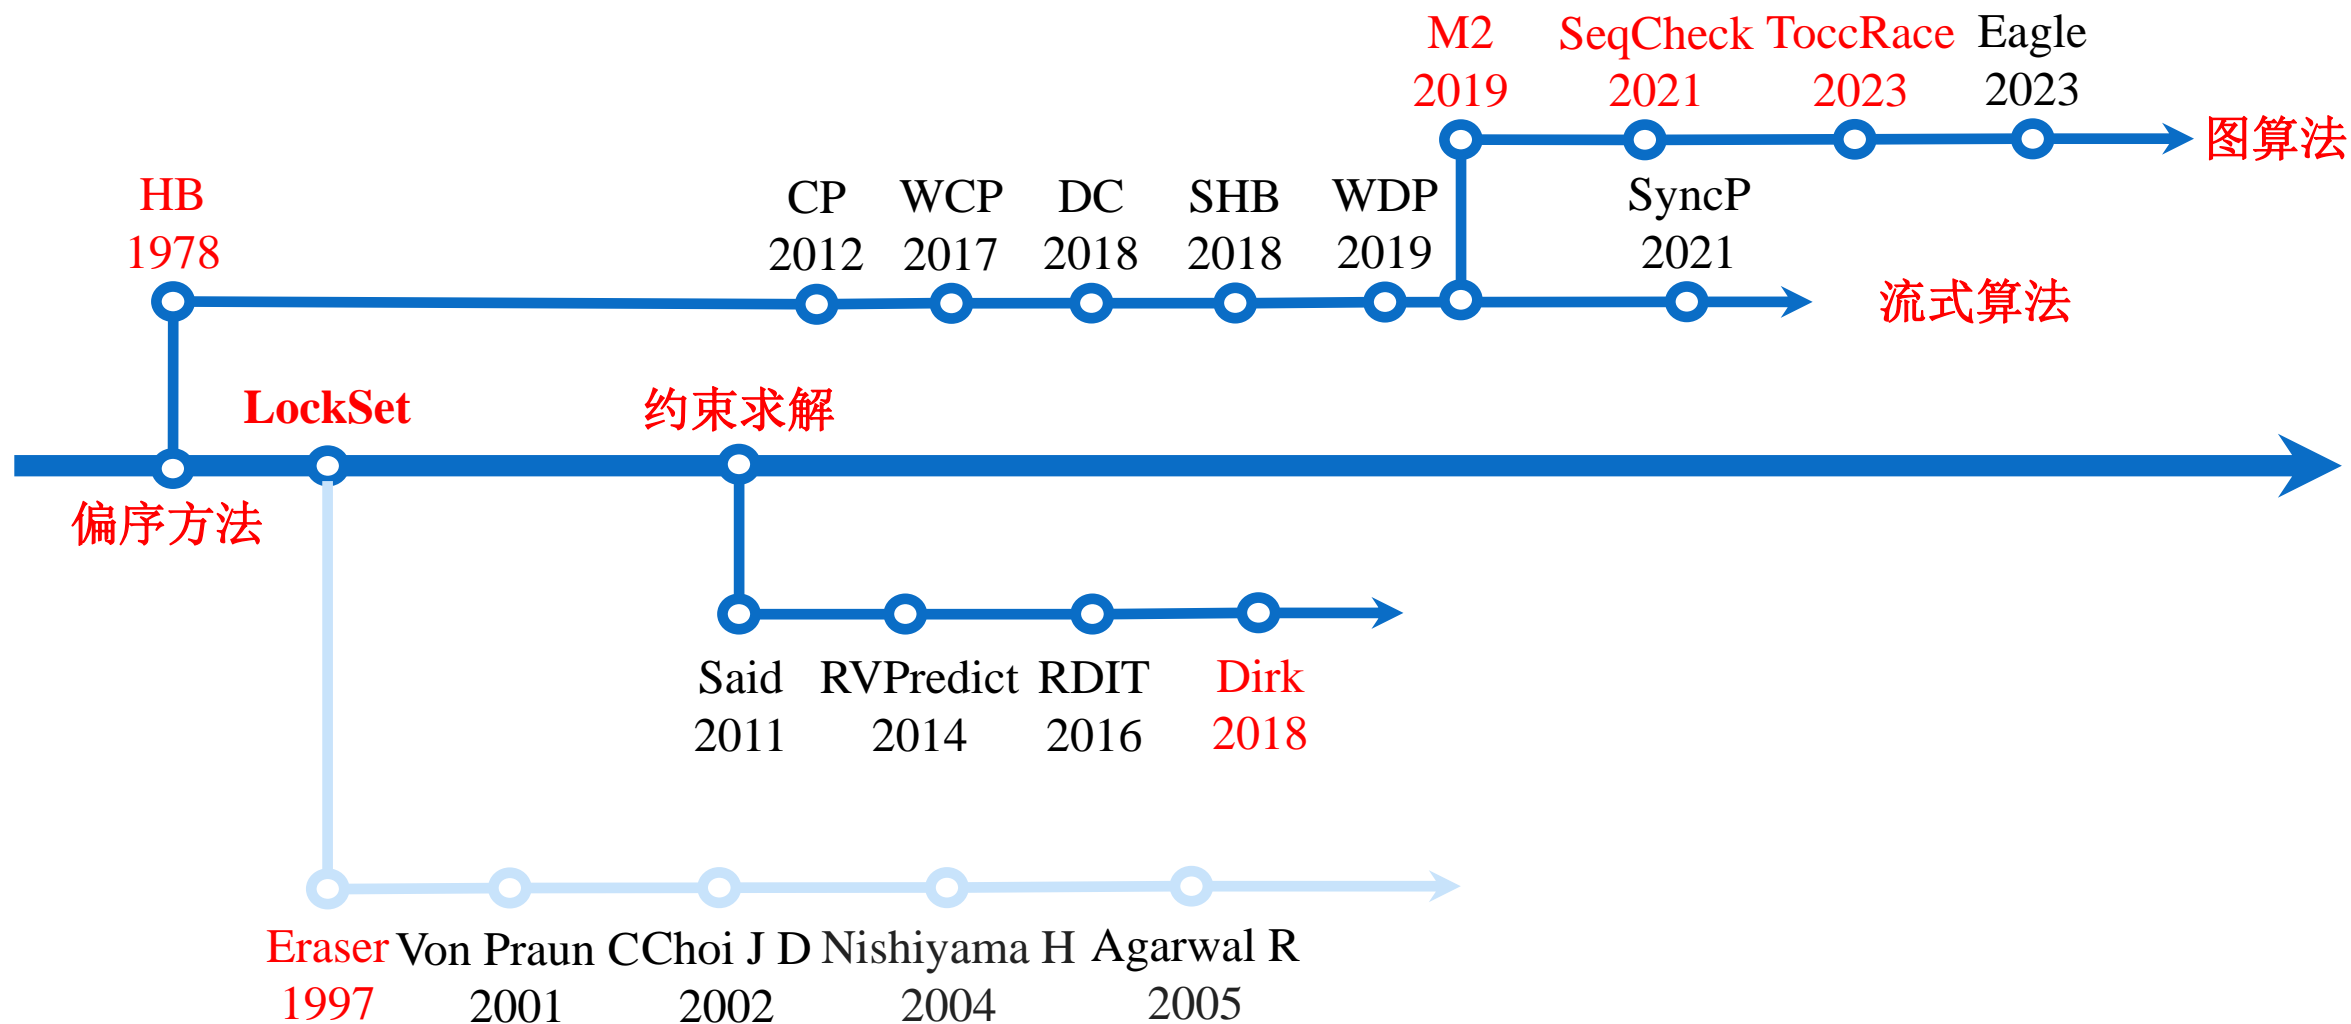 M2
2019
SeqCheck
2021
ToccRace
2023
Eagle
2023
图算法
HB
1978
CP
2012
WCP
2017
DC
2018
SHB
2018
WDP
2019
SyncP
2021
流式算法
LockSet
约束求解
偏序方法
Said
2011
RVPredict
2014
RDIT
2016
Dirk
2018
Eraser
1997
Von Praun C
2001
Choi J D
2002
Nishiyama H
2004
Agarwal R
2005